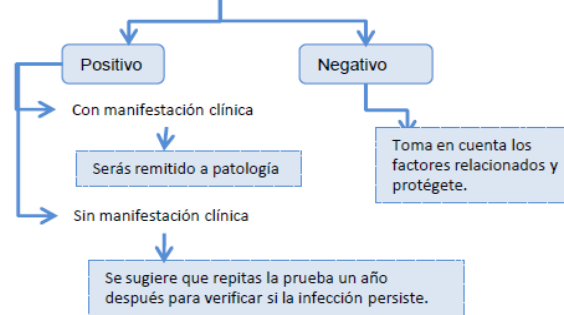 Positivo
Negativo
Con manifestación clínica
Serás remitido a patología
Toma en cuenta los
factores relacionados y
protégete.
Sin manifestación clínica
Se sugiere que repitas la prueba un año
después para verificar si la infección persiste.